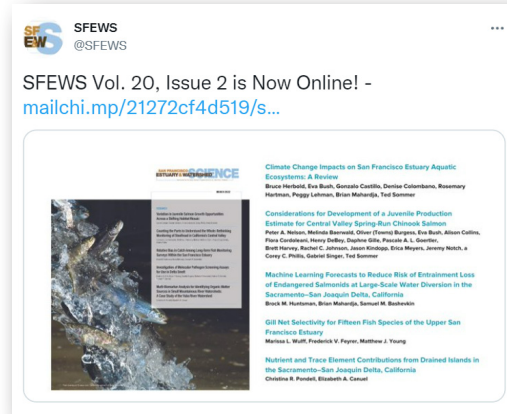 SFEWS
@SFEWS
SFEWS Vol. 20, Issue 2 is Now Online! -
mailchi.mp/21272cf4d519/s...
SAN FRANCISCO
ESTUARY & WATERSHED SCIENCE
Climate Change Impacts on San Francisco Estuary Aquatic
Ecosystems: A Review
Bruce Herbold, Eva Bush, Gonzalo Castillo, Denise Colombano, Rosemary
Hartman, Peggy Lehman, Brian Mahardja, Ted Sommer
Considerations for Development of a Juvenile Production
Estimate for Central Valley Spring-Run Chinook Salmon
Peter A. Nelson, Melinda Baerwald, Oliver (Towns) Burgess, Eva Bush, Allison Collins,
Flora Cordoleani, Henry DeBey, Daphne Gille, Pascale A. L. Goertler,
Brett Harvey, Rachel C. Johnson, Jason Kindopp, Erica Meyers, Jeremy Notch, a
Corey C. Phillis, Gabriel Singer, Ted Sommer
Machine Learning Forecasts to Reduce Risk of Entrainment Loss
of Endangered Salmonids at Large-Scale Water Diversion in the
Sacramento–San Joaquin Delta, California
Brock M. Huntsman, Brian Mahardja, Samuel M. Bashevkin
Gill Net Selectivity for Fifteen Fish Species of the Upper San
Francisco Estuary
Marissa L. Wulff, Frederick V. Feyrer, Matthew J. Young
Nutrient and Trace Element Contributions from Drained Islands in
the Sacramento–San Joaquin Delta, California
Christina R. Pondell, Elizabeth A. Canuel